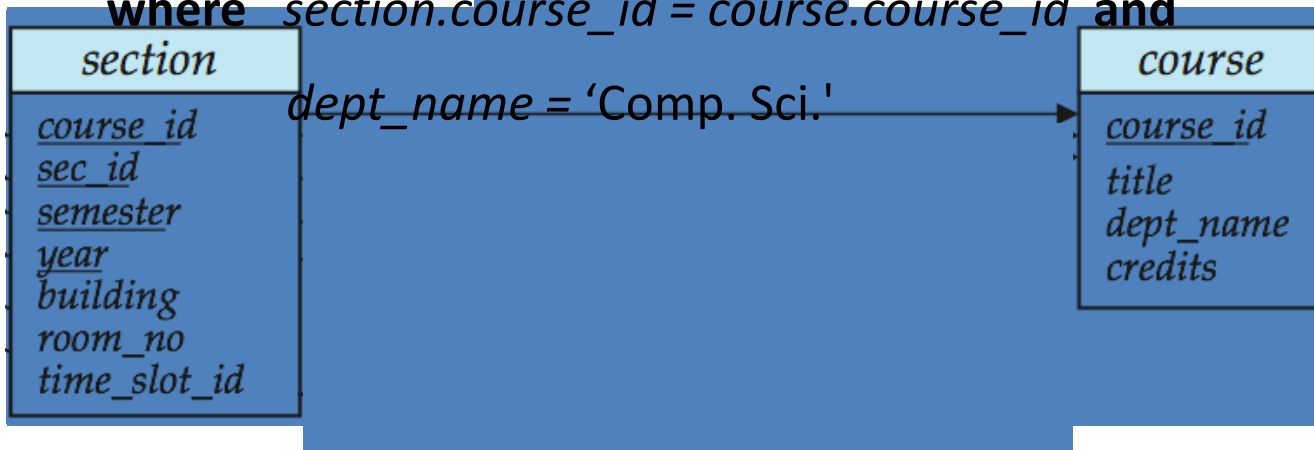 where section.course_id = course.course_id and
dept_name = ‘Comp. Sci.'
section
course_id
sec_id
semester
year
building
room_no
time_slot_id
course
course_id
title
dept_name
credits